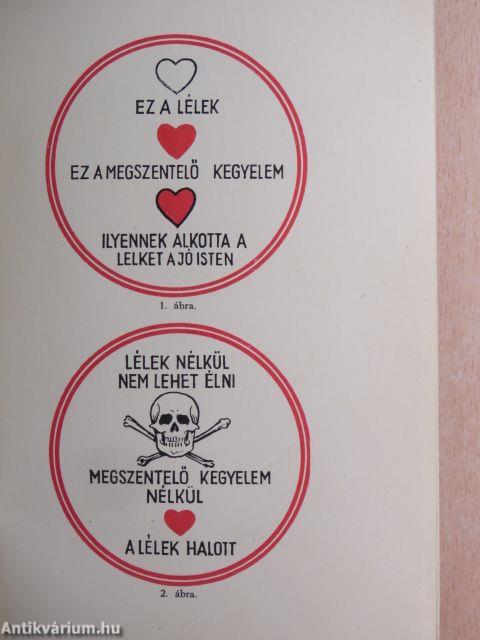 EZ A LÉLEK
EZ A MEGSZENTELŐ KEGYELEM
ILYENNEK ALKOTTA A
LELKET A JÓ ISTEN
1. ábra.
LÉLEK NÉLKÜL
NEM LEHET ÉLNI
MEGSZENTELŐ KEGYELEM
NÉLKÜL
A LÉLEK HALOTT
2. ábra.
Antikvárium.hu